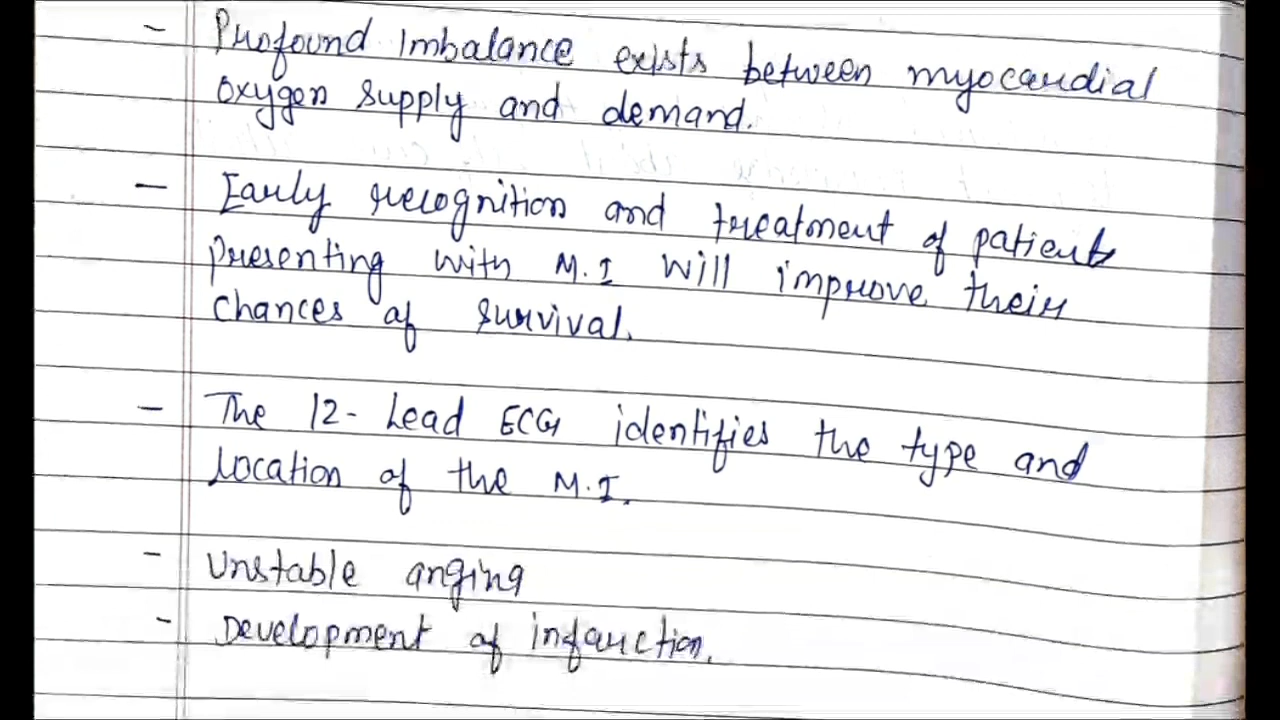 - Profound imbalance exists between myocardial
oxygen supply and demand.
- Early recognition and treatment of patients
presenting with M.I will improve their
chances of survival.
- The 12-Lead ECG identifies the type and
Location of the M.I.
- Unstable angina
- Development of infarction.